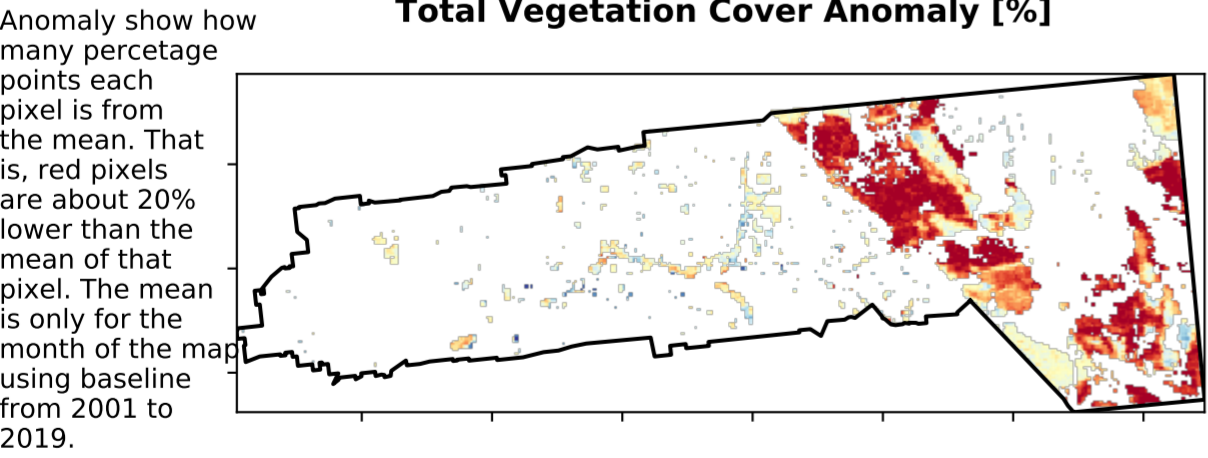 Total Vegetation Cover Anomaly [%]
Anomaly show how
many percetage
points each
pixel is from
the mean. That
is, red pixels
are about 20%
lower than the
mean of that
pixel. The mean
is only for the
month of the map
using baseline
from 2001 to
2019.